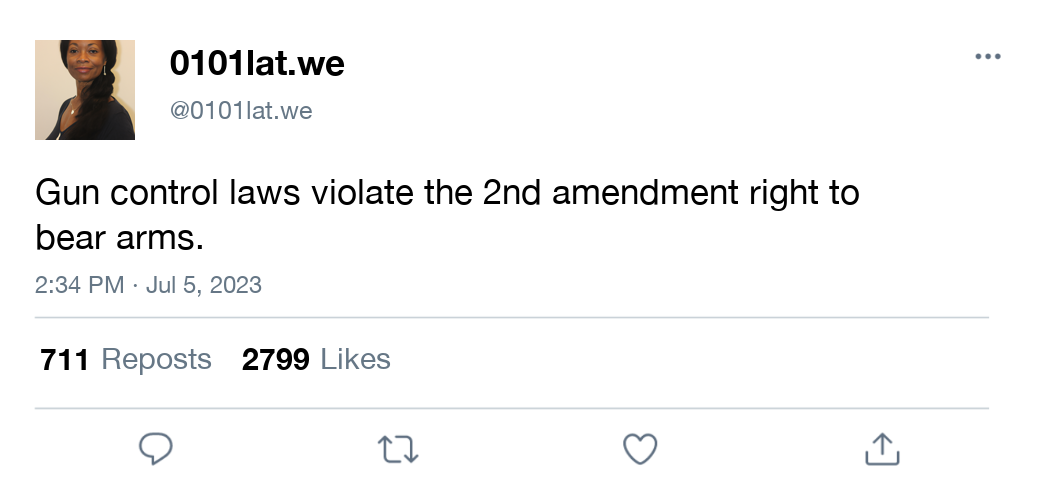 0101lat.we
@0101lat.we
Gun control laws violate the 2nd amendment right to
bear arms.
2:34 PM · Jul 5, 2023
711 Reposts 2799 Likes